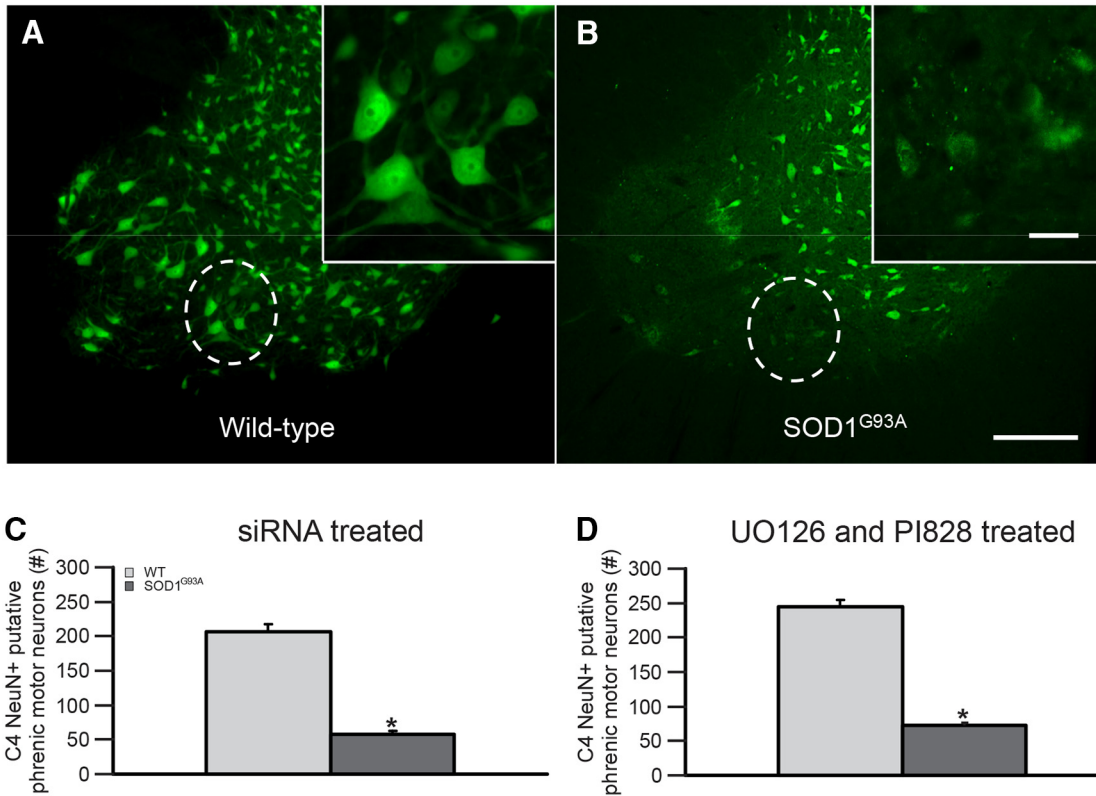 A
B
Wild-type
SOD1G93A
C
siRNA treated
C4 NeuN+ putative
phrenic motor neurons (#)
300
250
200
150
100
50
0
WT
SOD1G93A
*
D
UO126 and PI828 treated
C4 NeuN+ putative
phrenic motor neurons (#)
300
250
200
150
100
50
0
*